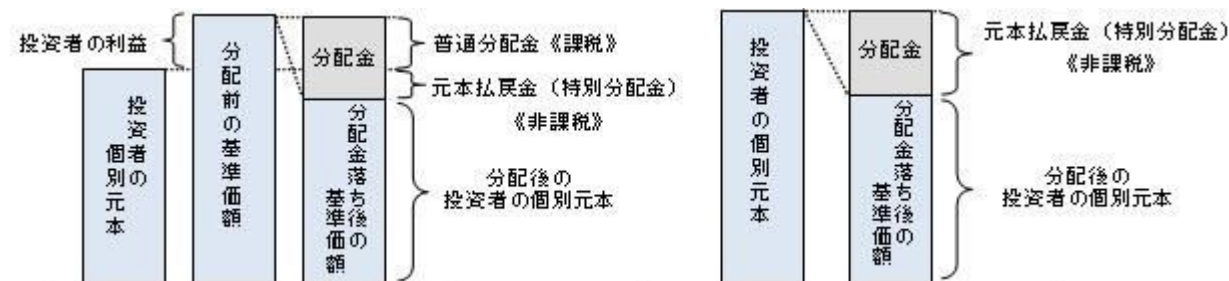 投資者の利益
投資者の
個別元本
分配前の基準価額
分配金
分配金落ち後の
基準価額
普通分配金《課税》
元本払戻金（特別分配金）
《非課税》
分配後の
投資者の個別元本
投資者の個別元本
分配金
分配金落ち後の
基準価額
元本払戻金（特別分配金）
《非課税》
分配後の
投資者の個別元本